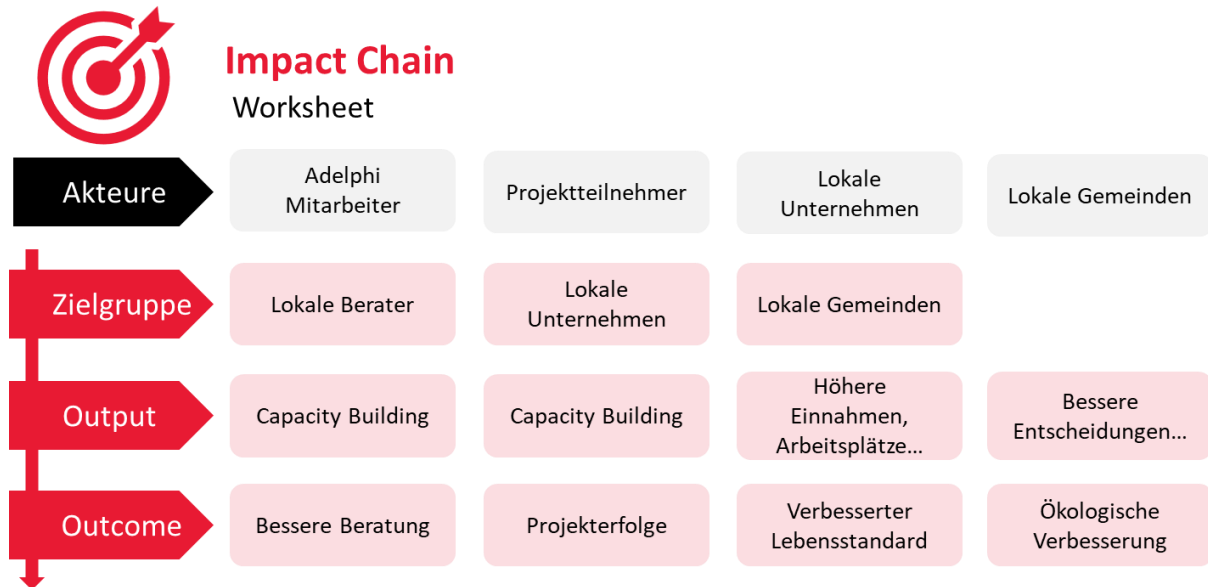 Impact Chain
Worksheet
Akteure
Adelphi
Mitarbeiter
Projektteilnehmer
Lokale
Unternehmen
Lokale Gemeinden
Zielgruppe
Lokale Berater
Lokale
Unternehmen
Lokale Gemeinden
Output
Capacity Building
Capacity Building
Höhere
Einnahmen,
Arbeitsplätze…
Bessere
Entscheidungen…
Outcome
Bessere Beratung
Projekterfolge
Verbesserter
Lebensstandard
Ökologische
Verbesserung